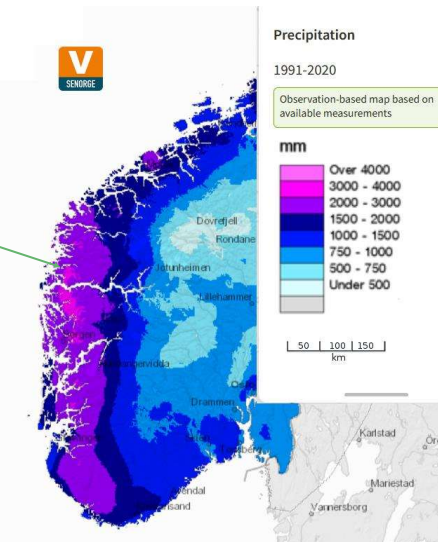 V
SENORGE
Precipitation
1991-2020
Observation-based map based on
available measurements
mm
Over 4000
3000 - 4000
2000 - 3000
1500 - 2000
1000 - 1500
750 - 1000
500 - 750
Under 500
50 100 150
km
Dovrefjell
Rondane
Jotunheimen
Lillehammer
Drammen
Karlstad
Mariestad
Vannersborg